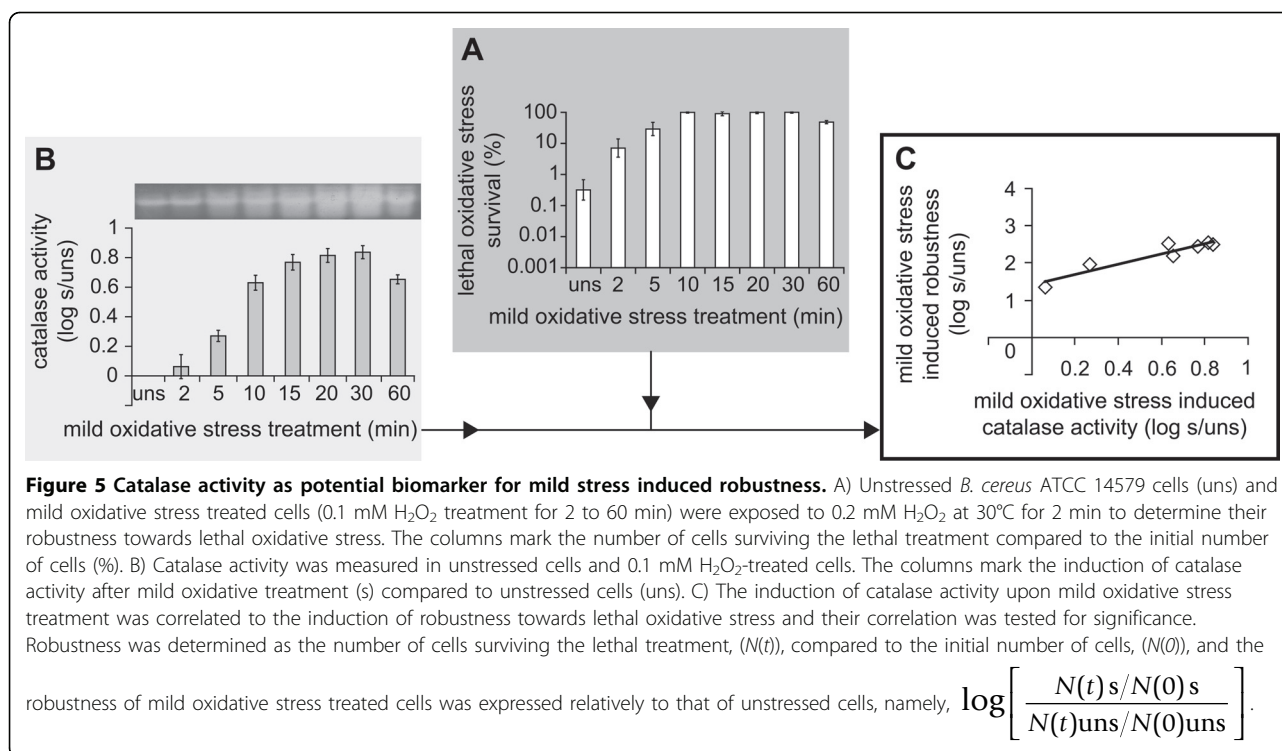 A
lethal oxidative stress
survival (%)
100
10
1
0.1
0.01
0.001
uns 2 5 10 15 20 30 60
mild oxidative stress treatment (min)
B
catalase activity
(log s/uns)
1
0.8
0.6
0.4
0.2
0
uns 2 5 10 15 20 30 60
mild oxidative stress treatment (min)
C
mild oxidative stress
induced robustness
(log s/uns)
4
3
2
1
0
0.2 0.4 0.6 0.8 1
mild oxidative stress induced
catalase activity (log s/uns)
Figure 5 Catalase activity as potential biomarker for mild stress induced robustness. A) Unstressed B. cereus ATCC 14579 cells (uns) and
mild oxidative stress treated cells (0.1 mM H₂O₂ treatment for 2 to 60 min) were exposed to 0.2 mM H₂O₂ at 30°C for 2 min to determine their
robustness towards lethal oxidative stress. The columns mark the number of cells surviving the lethal treatment compared to the initial number
of cells (%). B) Catalase activity was measured in unstressed cells and 0.1 mM H₂O₂-treated cells. The columns mark the induction of catalase
activity after mild oxidative treatment (s) compared to unstressed cells (uns). C) The induction of catalase activity upon mild oxidative stress
treatment was correlated to the induction of robustness towards lethal oxidative stress and their correlation was tested for significance.
Robustness was determined as the number of cells surviving the lethal treatment, (N(t)), compared to the initial number of cells, (N(0)), and the
robustness of mild oxidative stress treated cells was expressed relatively to that of unstressed cells, namely, log[ N(t) s/N(0) s / N(t)uns/N(0)uns ].